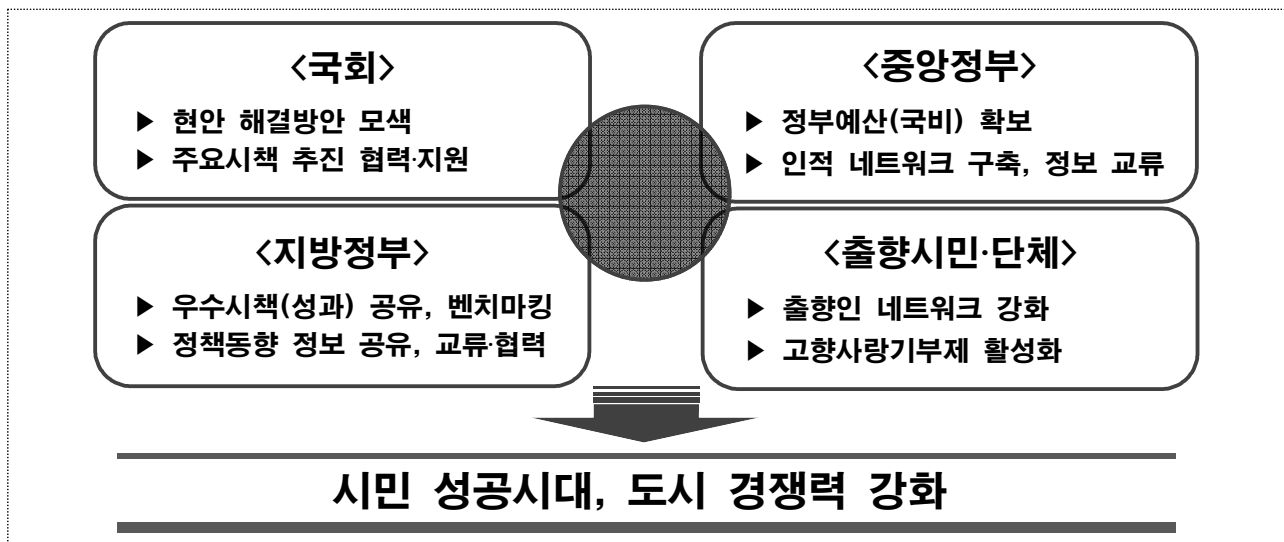 <국회>
▶ 현안 해결방안 모색
▶ 주요시책 추진 협력·지원
<중앙정부>
▶ 정부예산(국비) 확보
▶ 인적 네트워크 구축, 정보 교류
<지방정부>
▶ 우수시책(성과) 공유, 벤치마킹
▶ 정책동향 정보 공유, 교류·협력
<출향시민·단체>
▶ 출향인 네트워크 강화
▶ 고향사랑기부제 활성화
시민 성공시대, 도시 경쟁력 강화